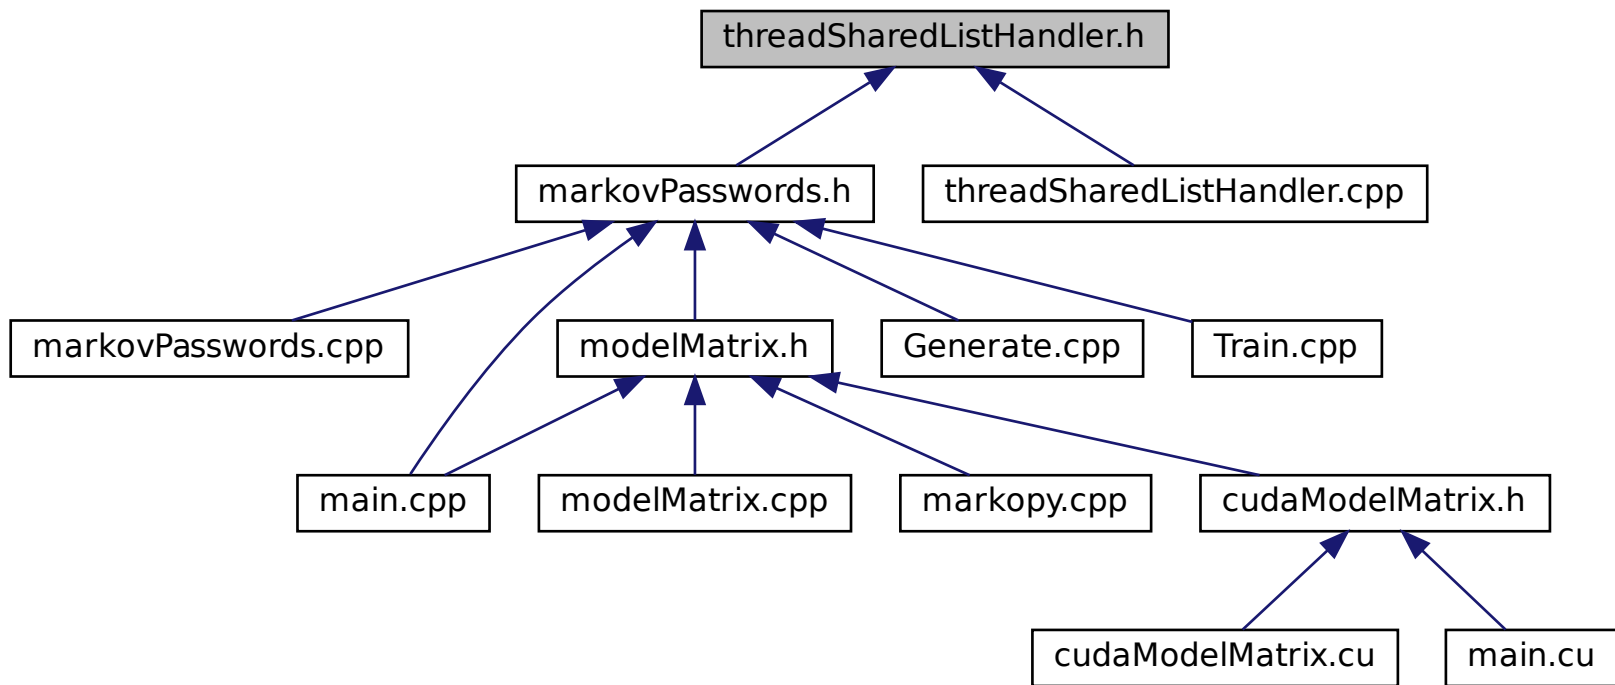 threadSharedListHandler.h
markovPasswords.h
threadSharedListHandler.cpp
markovPasswords.cpp
modelMatrix.h
Generate.cpp
Train.cpp
main.cpp
modelMatrix.cpp
markopy.cpp
cudaModelMatrix.h
cudaModelMatrix.cu
main.cu